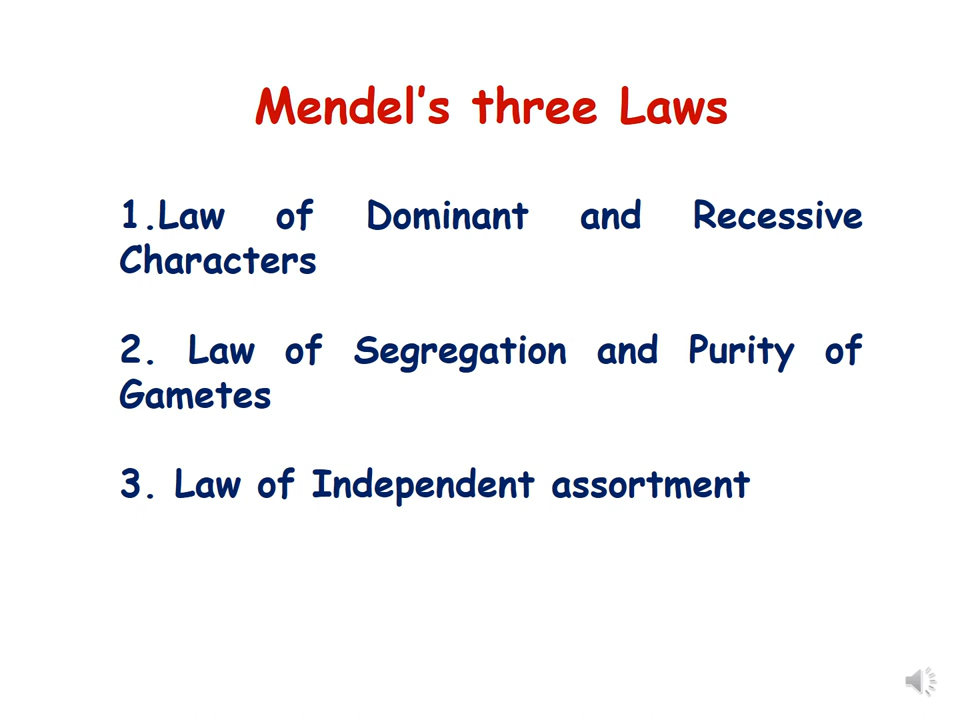 Mendel's three Laws
1.Law of Dominant and Recessive
Characters
2. Law of Segregation and Purity of
Gametes
3. Law of Independent assortment